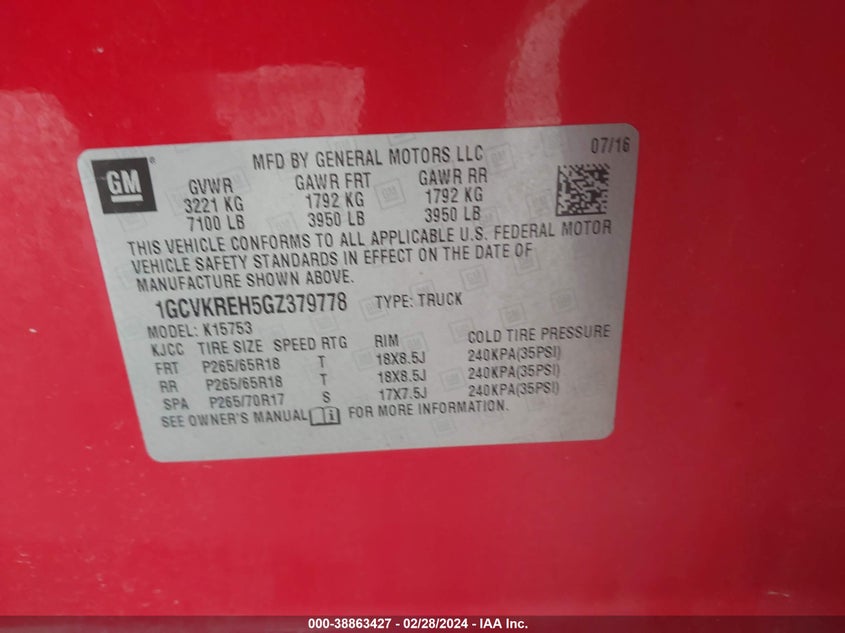 GM
®
MFD BY GENERAL MOTORS LLC
07/16
GVWR GAWR FRT GAWR RR
3221 KG 1792 KG 1792 KG
7100 LB 3950 LB 3950 LB
THIS VEHICLE CONFORMS TO ALL APPLICABLE U.S. FEDERAL MOTOR
VEHICLE SAFETY STANDARDS IN EFFECT ON THE DATE OF
MANUFACTURE SHOWN ABOVE.
1GCVKREH5GZ379778 TYPE: TRUCK
MODEL: K15753
KJCC TIRE SIZE SPEED RTG RIM COLD TIRE PRESSURE
FRT P265/65R18 T 18X8.5J 240KPA(35PSI)
RR P265/65R18 T 18X8.5J 240KPA(35PSI)
SPA P265/70R17 S 17X7.5J 240KPA(35PSI)
SEE OWNER'S MANUAL i FOR MORE INFORMATION.
000-38863427 - 02/28/2024 - IAA Inc.